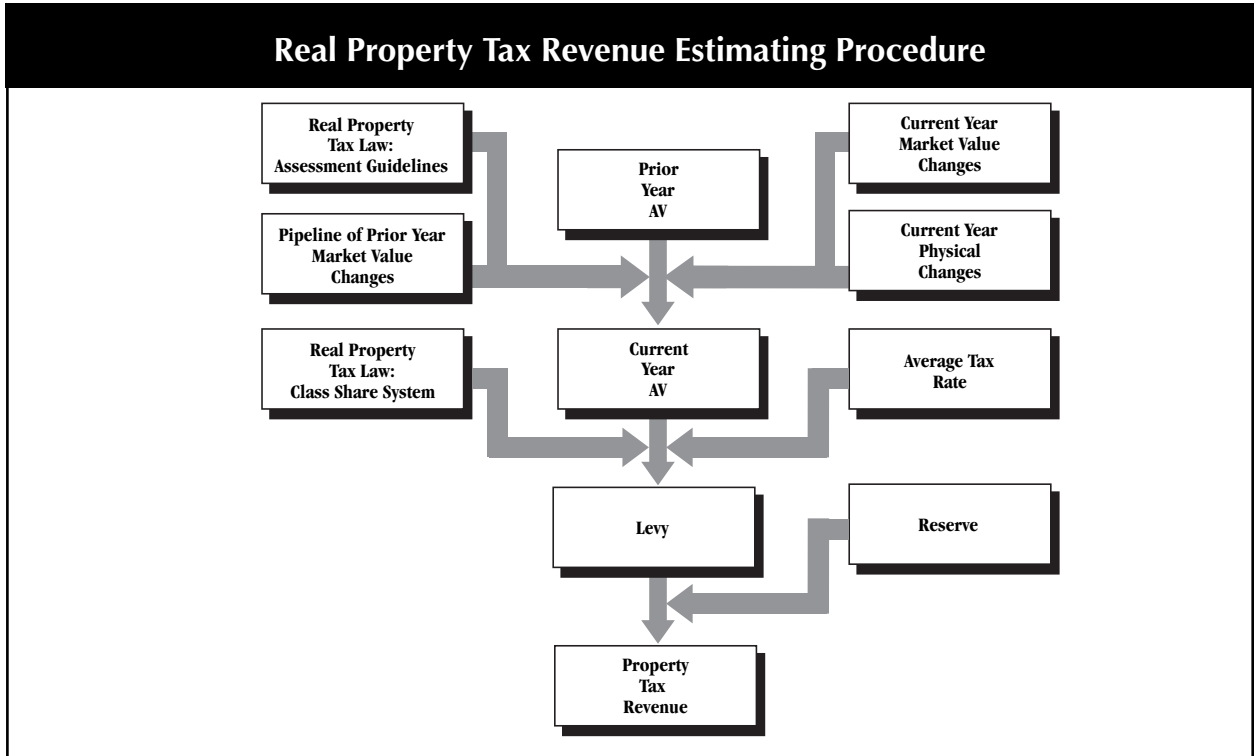 Real Property Tax Revenue Estimating Procedure
Real Property
Tax Law:
Assessment Guidelines
Prior
Year
AV
Current Year
Market Value
Changes
Pipeline of Prior Year
Market Value
Changes
Current Year
Physical
Changes
Real Property
Tax Law:
Class Share System
Current
Year
AV
Average Tax
Rate
Levy
Reserve
Property
Tax
Revenue